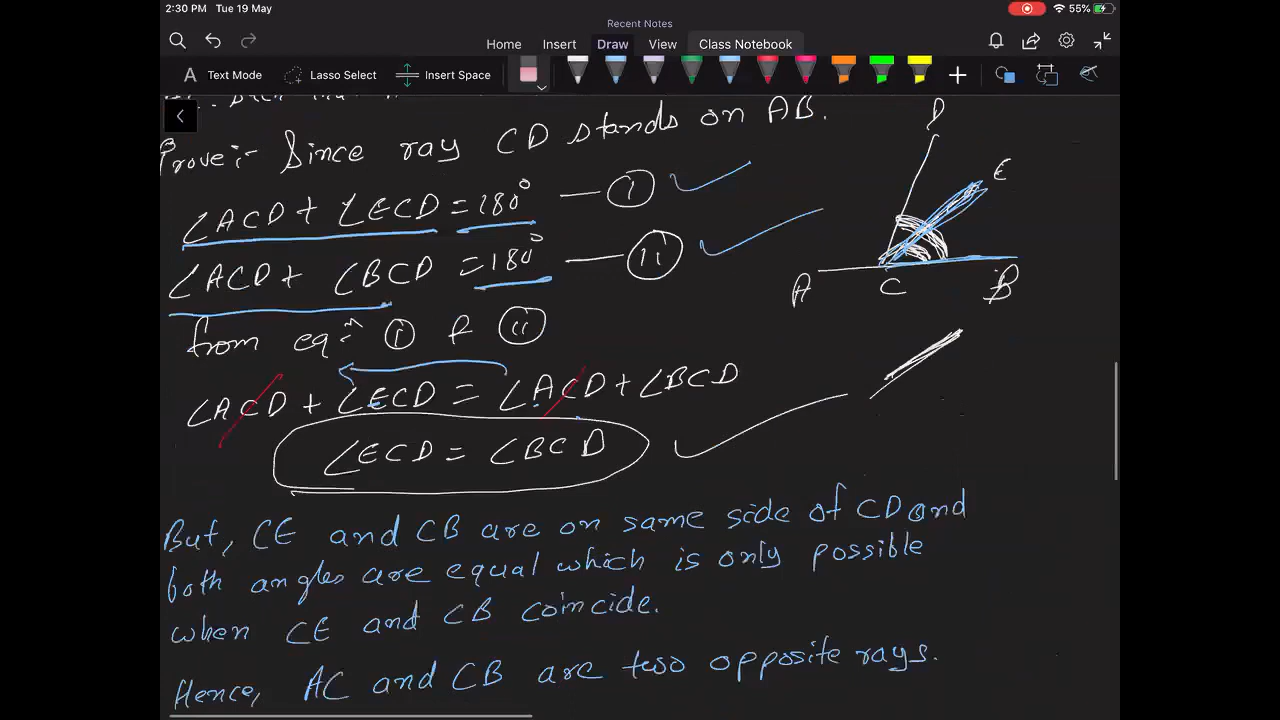 2:30 PM Tue 19 May
55%
Recent Notes
Home Insert Draw View Class Notebook
Text Mode Lasso Select Insert Space
Prove:- Since ray CD stands on AB.
∠ACD + ∠ECD = 180° — I
∠ACD + ∠BCD = 180° — II
from eqn I & II
∠ACD + ∠ECD = ∠ACD + ∠BCD
∠ECD = ∠BCD
D
E
A C B
But, CE and CB are on same side of CD and
both angles are equal which is only possible
when CE and CB coincide.
Hence, AC and CB are two opposite rays.